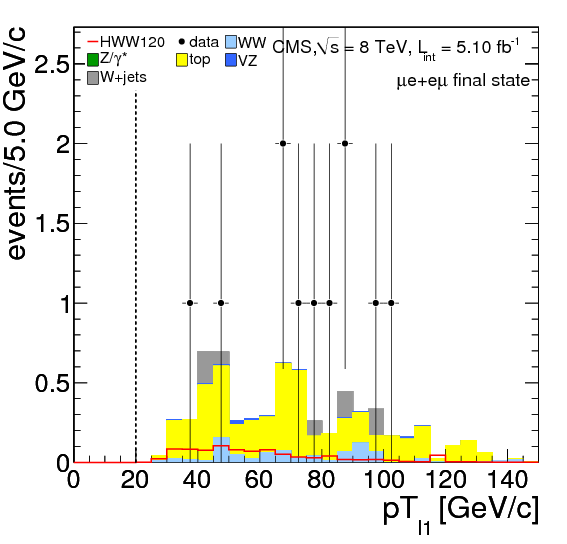 HWW120 data WW CMS,√s = 8 TeV, L_int = 5.10 fb⁻¹
Z/γ* top VZ
W+jets μe+eμ final state
events/5.0 GeV/c
2.5
2
1.5
1
0.5
0
0 20 40 60 80 100 120 140
pT_l1 [GeV/c]